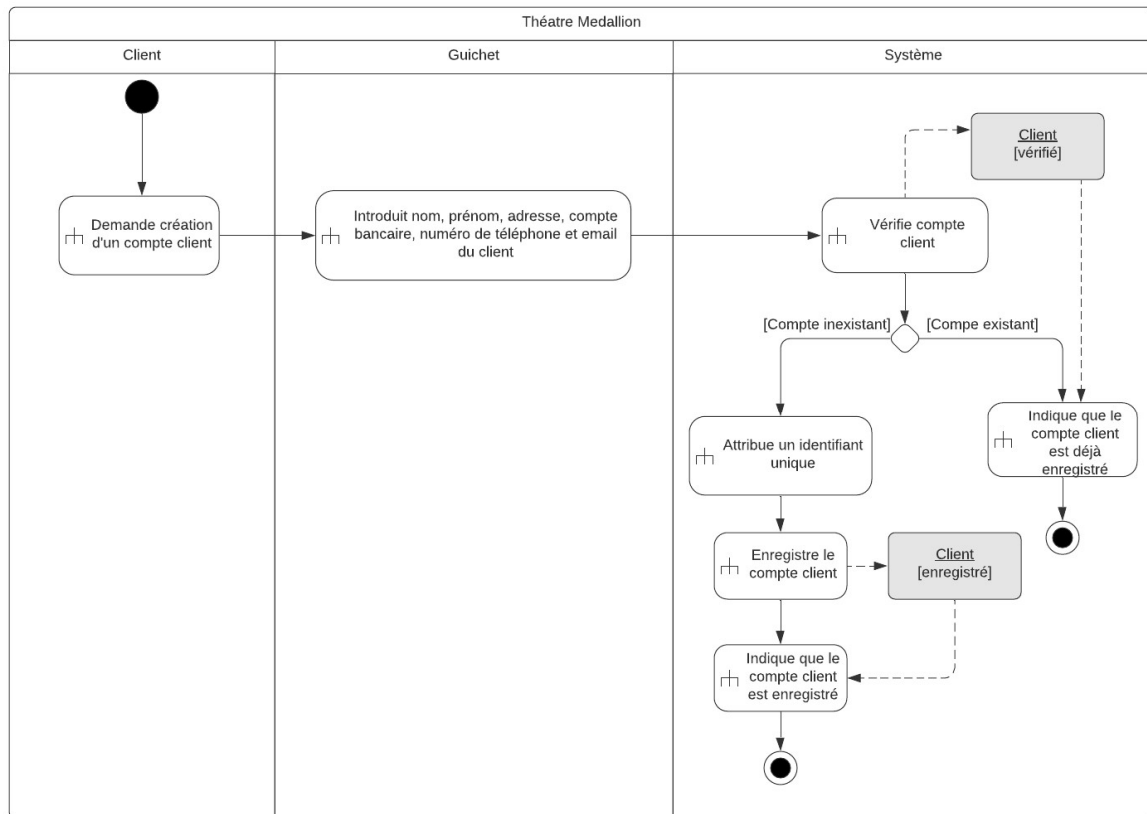 Théatre Medallion
Client
Guichet
Système
Client
[vérifié]
Demande création
d'un compte client
Introduit nom, prénom, adresse, compte
bancaire, numéro de téléphone et email
du client
Vérifie compte
client
[Compte inexistant]
[Compe existant]
Attribue un identifiant
unique
Indique que le
compte client
est déjà
enregistré
Enregistre le
compte client
Client
[enregistré]
Indique que le
compte client
est enregistré